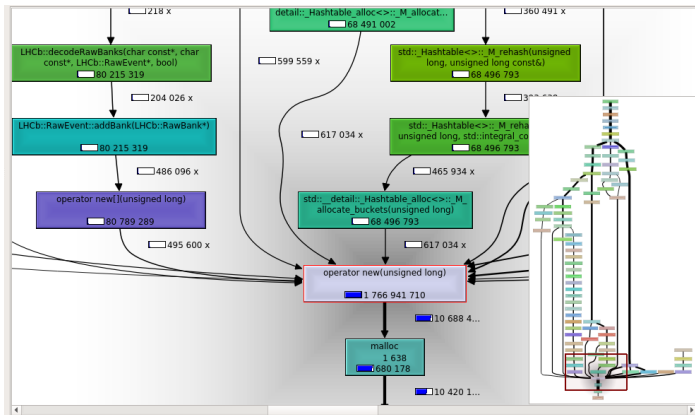 218 x
detail::_Hashtable_alloc<>::_M_allocat...
68 491 002
360 491 x
LHCb::decodeRawBanks(char const*, char
const*, LHCb::RawEvent*, bool)
80 215 319
599 559 x
std::_Hashtable<>::_M_rehash(unsigned
long, unsigned long const&)
68 496 793
204 026 x
LHCb::RawEvent::addBank(LHCb::RawBank*)
80 215 319
617 034 x
std::_Hashtable<>::_M_reha
unsigned long, std::integral_co
68 496 793
486 096 x
465 934 x
operator new[](unsigned long)
80 789 289
std::__detail::_Hashtable_alloc<>::_M_
allocate_buckets(unsigned long)
68 496 793
495 600 x
617 034 x
operator new(unsigned long)
1 766 941 710
10 688 4...
malloc
1 638
680 178
10 420 1...